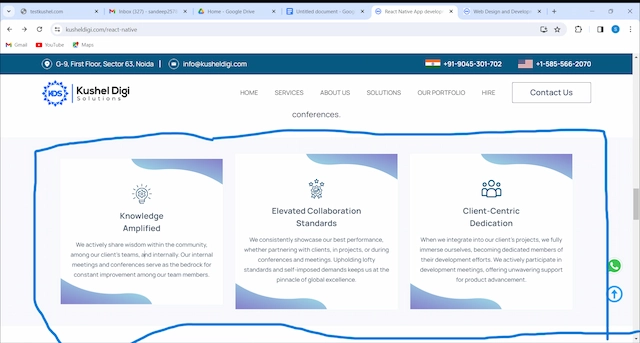 testkushel.com
Inbox (327) - sandeep257
Home - Google Drive
Untitled document - Goo
React Native App develop
Web Design and Develop
kusheldigi.com/react-native
Gmail
YouTube
Maps
G-9, First Floor, Sector 63, Noida
info@kusheldigi.com
+91-9045-301-702
+1-585-566-2070
KDS
Kushel Digi
Solutions
HOME
SERVICES
ABOUT US
SOLUTIONS
OUR PORTFOLIO
HIRE
Contact Us
conferences.
Knowledge
Amplified
We actively share wisdom within the community,
among our client's teams, and internally. Our internal
meetings and conferences serve as the bedrock for
constant improvement among our team members.
Elevated Collaboration
Standards
We consistently showcase our best performance,
whether partnering with clients, in projects, or during
conferences and meetings. Upholding lofty
standards and self-imposed demands keeps us at the
pinnacle of global excellence.
Client-Centric
Dedication
When we integrate into our client's projects, we fully
immerse ourselves, becoming dedicated members of
their development efforts. We actively participate in
development meetings, offering unwavering support
for product advancement.